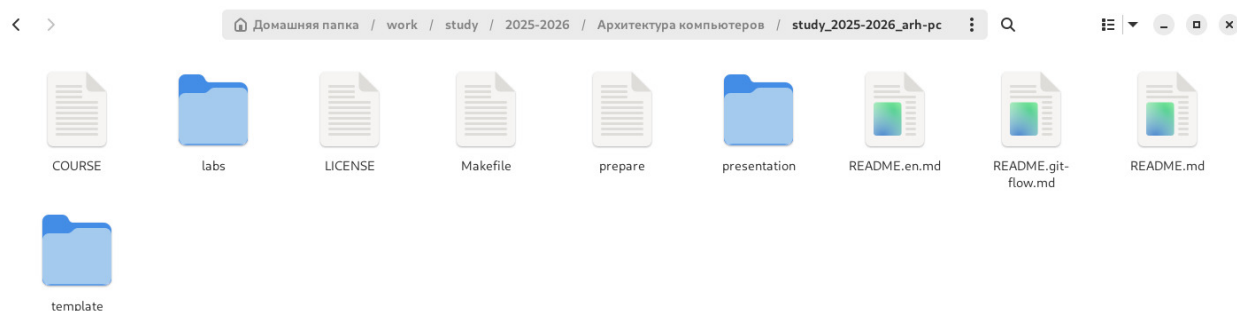 Домашняя папка / work / study / 2025-2026 / Архитектура компьютеров / study_2025-2026_arh-pc
COURSE labs LICENSE Makefile prepare presentation README.en.md README.git-flow.md README.md
template